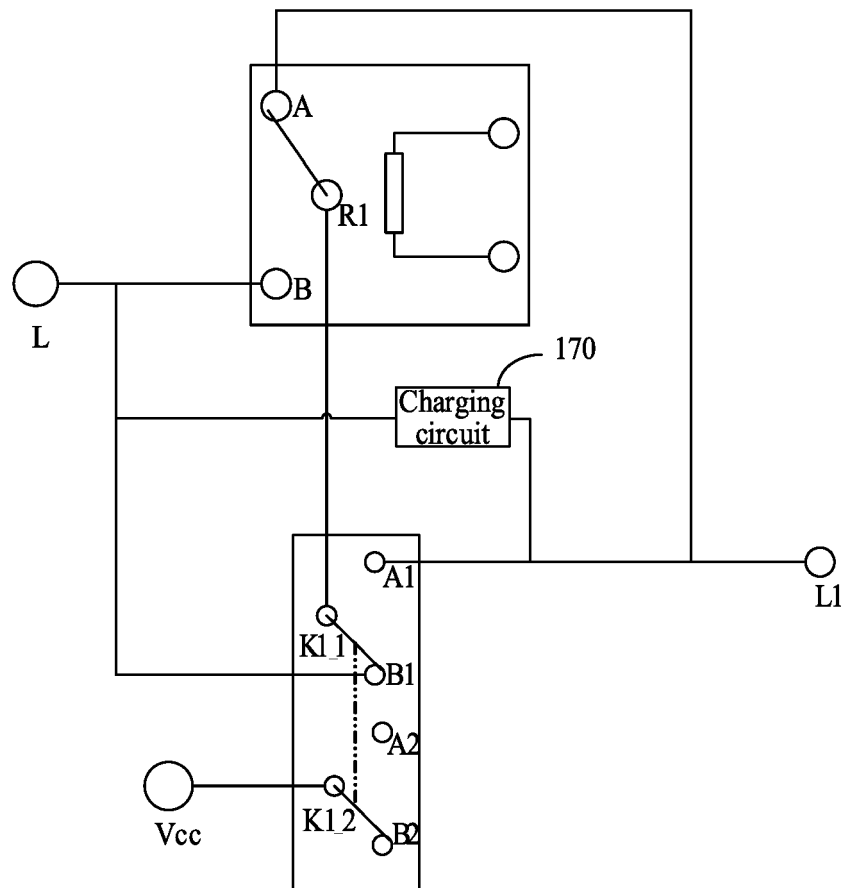 A
R1
B
L
170
Charging
circuit
A1
L1
K1_1
B1
A2
Vcc
K1_2
B2